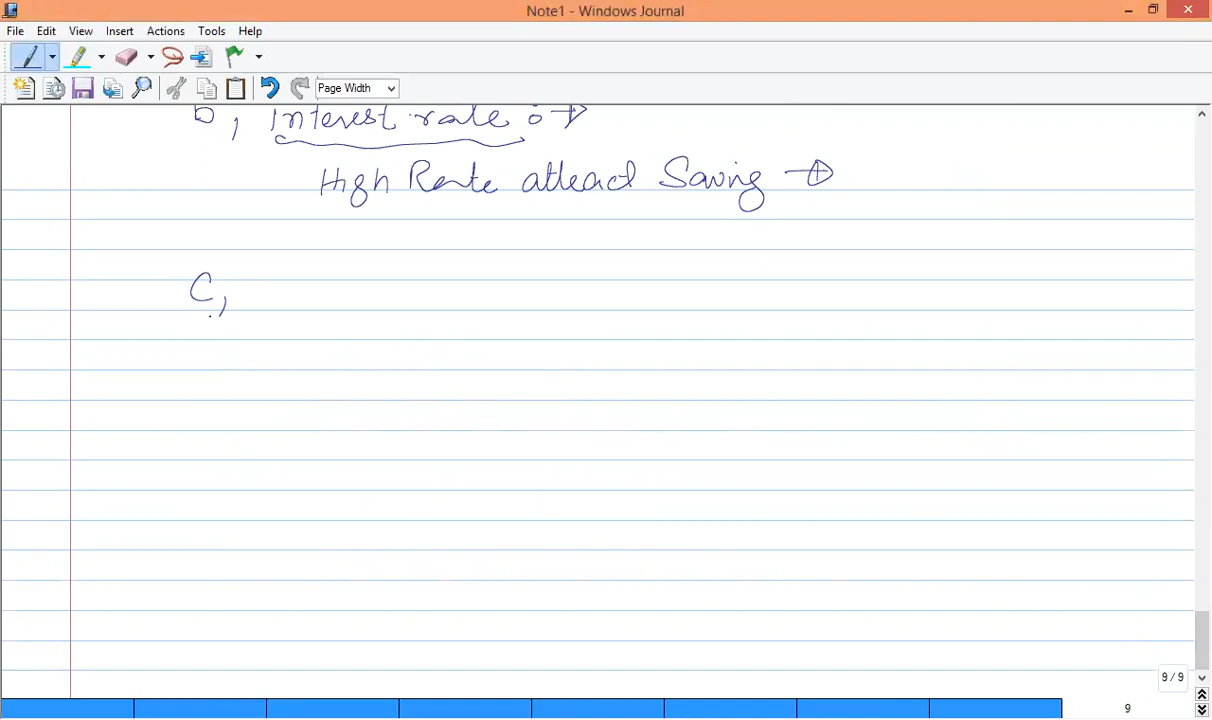 Note1 - Windows Journal
File Edit View Insert Actions Tools Help
Page Width
b, Interest rate :→
High Rate attract Saving →
C,
9 / 9
9